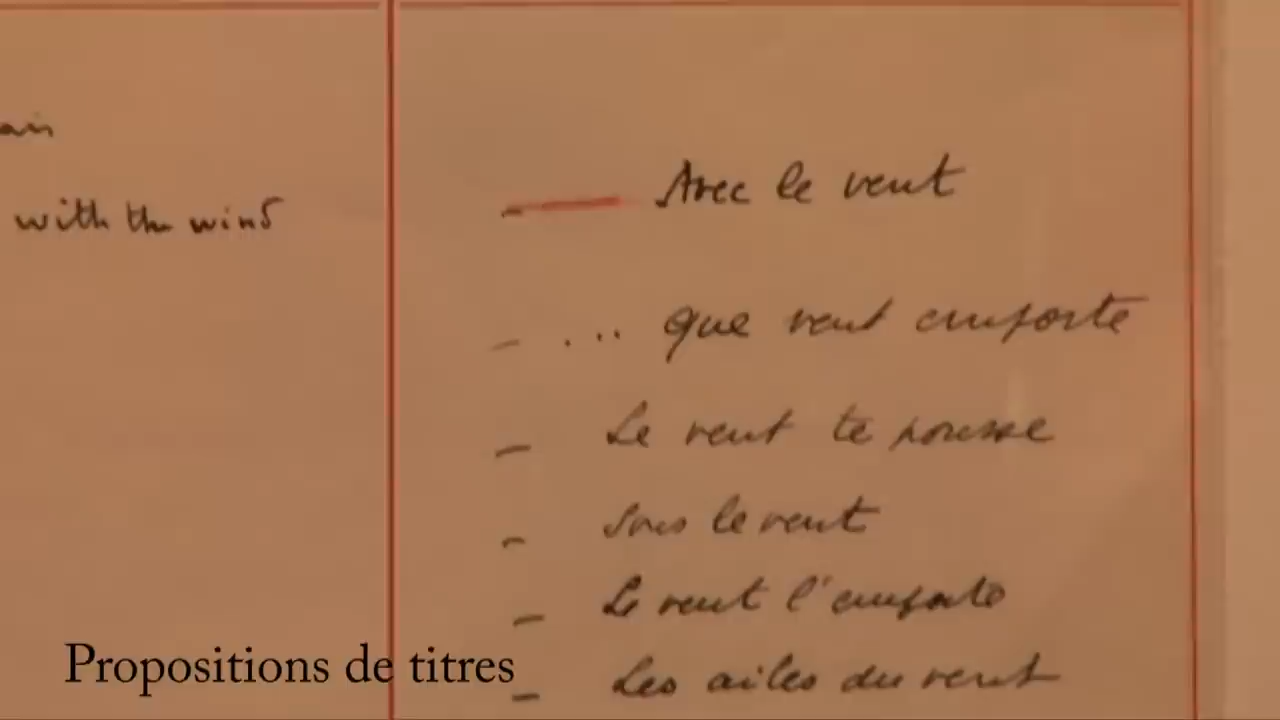 with the wind
- Avec le vent
- ... que vent emporte
- Le vent te pousse
- Sous le vent
- Le vent l'emporte
- Les ailes du vent
Propositions de titres